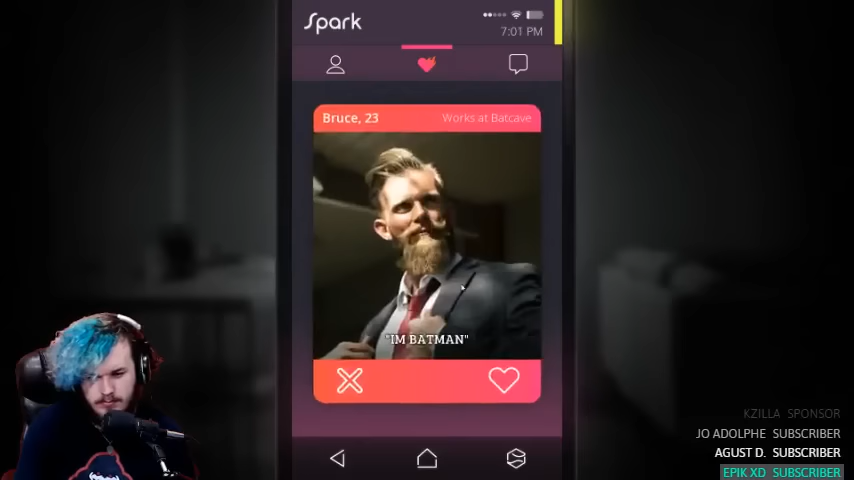 Spark
7:01 PM
Bruce, 23
Works at Batcave
"IM BATMAN"
KZILLA SPONSOR
JO ADOLPHE SUBSCRIBER
AGUST D. SUBSCRIBER
EPIK XD SUBSCRIBER